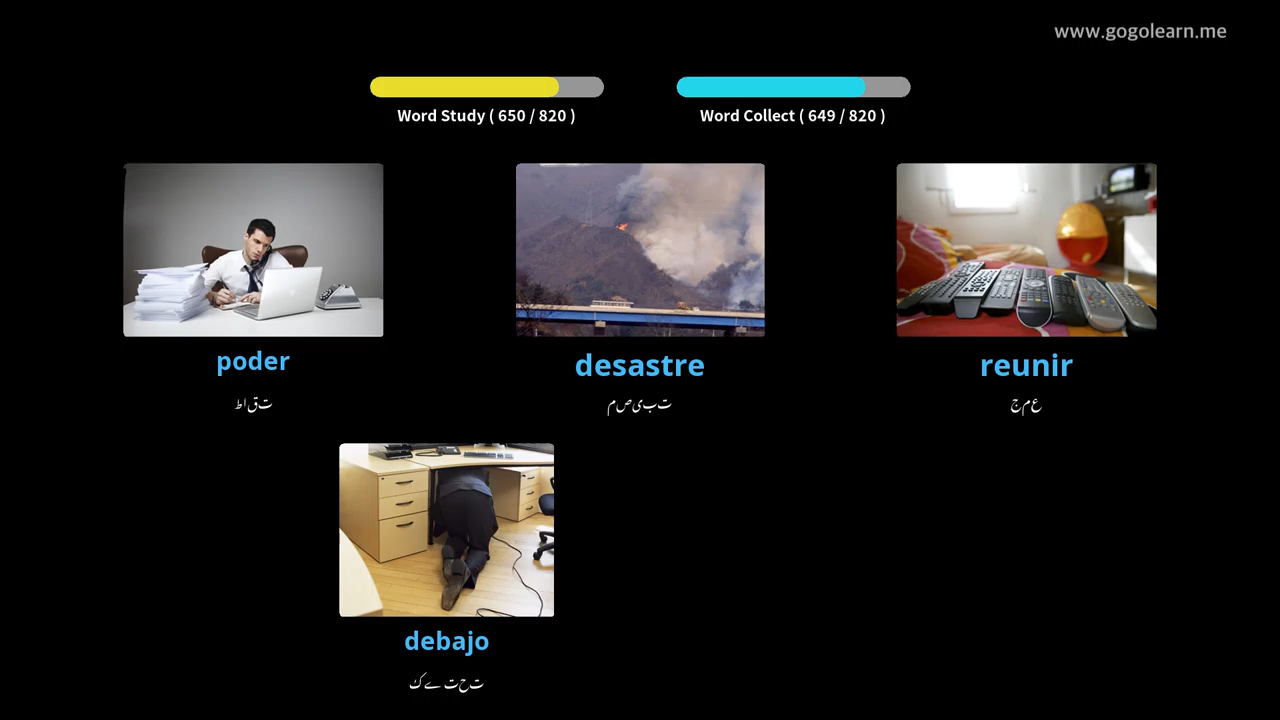 www.gogolearn.me
Word Study ( 650 / 820 )
Word Collect ( 649 / 820 )
poder
desastre
reunir
طاقت
مصیبت
جمع
debajo
کے تحت